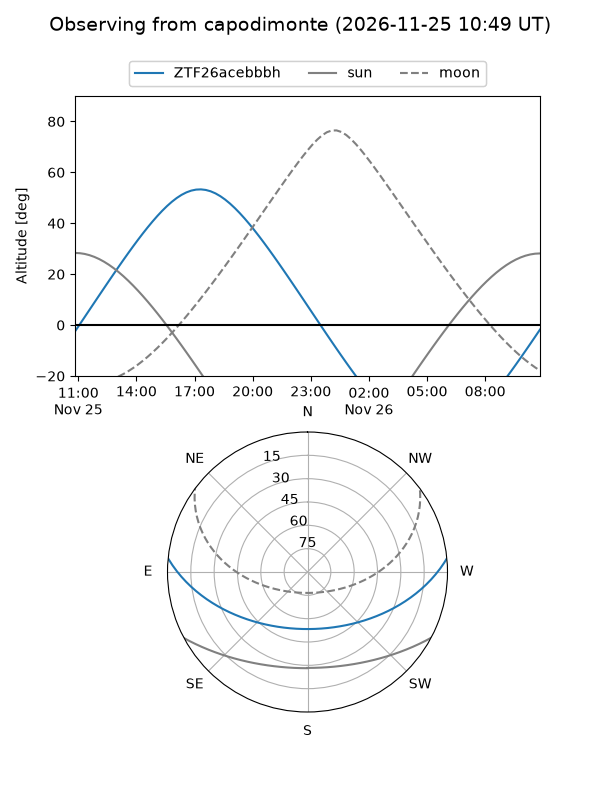 Observing from capodimonte (2026-11-25 10:49 UT)
ZTF26acebbbh sun moon
80
60
40
20
0
−20
Altitude [deg]
11:00 14:00 17:00 20:00 23:00 02:00 05:00 08:00
Nov 25 Nov 26
N
NE NW
15
30
45
60
75
E W
SE SW
S